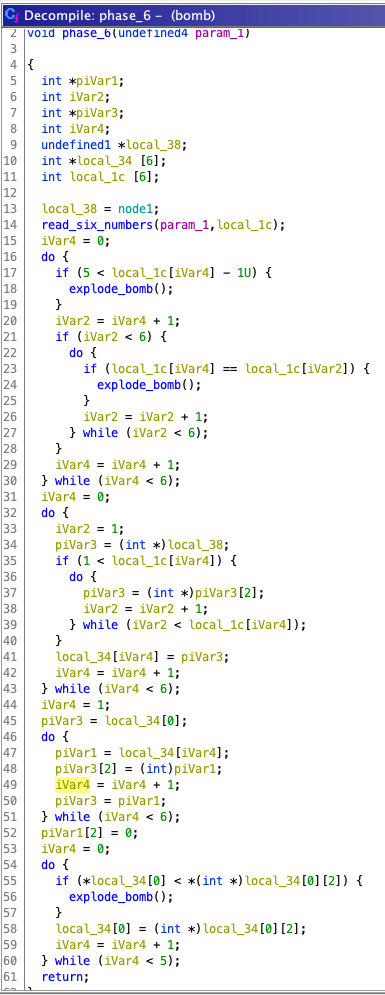 Decompile: phase_6 - (bomb)
2 void phase_6(undefined4 param_1)
3
4 {
5 int *piVar1;
6 int iVar2;
7 int *piVar3;
8 int iVar4;
9 undefined1 *local_38;
10 int *local_34 [6];
11 int local_1c [6];
12
13 local_38 = node1;
14 read_six_numbers(param_1,local_1c);
15 iVar4 = 0;
16 do {
17 if (5 < local_1c[iVar4] - 1U) {
18 explode_bomb();
19 }
20 iVar2 = iVar4 + 1;
21 if (iVar2 < 6) {
22 do {
23 if (local_1c[iVar4] == local_1c[iVar2]) {
24 explode_bomb();
25 }
26 iVar2 = iVar2 + 1;
27 } while (iVar2 < 6);
28 }
29 iVar4 = iVar4 + 1;
30 } while (iVar4 < 6);
31 iVar4 = 0;
32 do {
33 iVar2 = 1;
34 piVar3 = (int *)local_38;
35 if (1 < local_1c[iVar4]) {
36 do {
37 piVar3 = (int *)piVar3[2];
38 iVar2 = iVar2 + 1;
39 } while (iVar2 < local_1c[iVar4]);
40 }
41 local_34[iVar4] = piVar3;
42 iVar4 = iVar4 + 1;
43 } while (iVar4 < 6);
44 iVar4 = 1;
45 piVar3 = local_34[0];
46 do {
47 piVar1 = local_34[iVar4];
48 piVar3[2] = (int)piVar1;
49 iVar4 = iVar4 + 1;
50 piVar3 = piVar1;
51 } while (iVar4 < 6);
52 piVar1[2] = 0;
53 iVar4 = 0;
54 do {
55 if (*local_34[0] < *(int *)local_34[0][2]) {
56 explode_bomb();
57 }
58 local_34[0] = (int *)local_34[0][2];
59 iVar4 = iVar4 + 1;
60 } while (iVar4 < 5);
61 return;